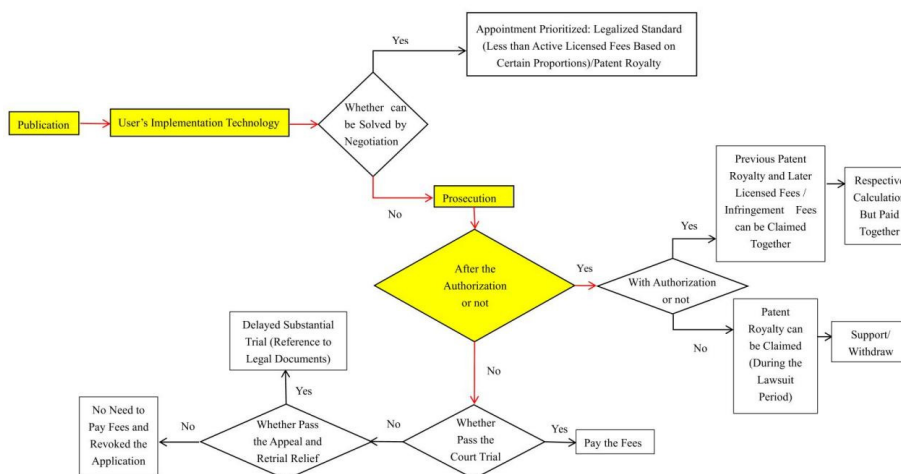 Appointment Prioritized: Legalized Standard
(Less than Active Licensed Fees Based on
Certain Proportions)/Patent Royalty
Yes
Whether can
be Solved by
Negotiation
Publication
User's Implementation Technology
No
Prosecution
Previous Patent
Royalty and Later
Licensed Fees /
Infringement Fees
can be Claimed
Together
Respective
Calculation
But Paid
Together
Yes
After the
Authorization
or not
Yes
With Authorization
or not
No
Patent
Royalty can
be Claimed
(During the
Lawsuit
Period)
Support/
Withdraw
Delayed Substantial
Trial (Reference to
Legal Documents)
Yes
No
No Need to
Pay Fees and
Revoked the
Application
No
Whether Pass
the Appeal and
Retrial Relief
No
Whether
Pass the
Court Trial
Yes
Pay the Fees